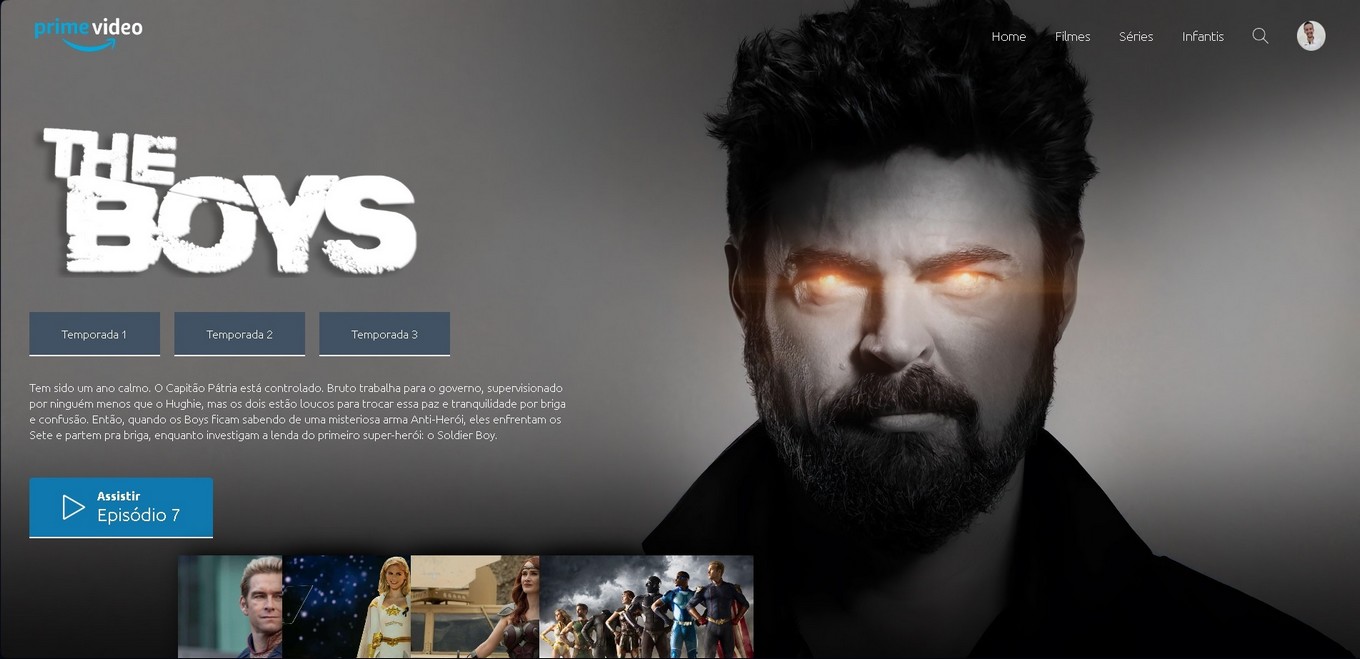 prime video
Home Filmes Séries Infantis
THE
BOYS
Temporada 1 Temporada 2 Temporada 3
Tem sido um ano calmo. O Capitão Pátria está controlado. Bruto trabalha para o governo, supervisionado
por ninguém menos que o Hughie, mas os dois estão loucos para trocar essa paz e tranquilidade por briga
e confusão. Então, quando os Boys ficam sabendo de uma misteriosa arma Anti-Herói, eles enfrentam os
Sete e partem pra briga, enquanto investigam a lenda do primeiro super-herói: o Soldier Boy.
Assistir
Episódio 7